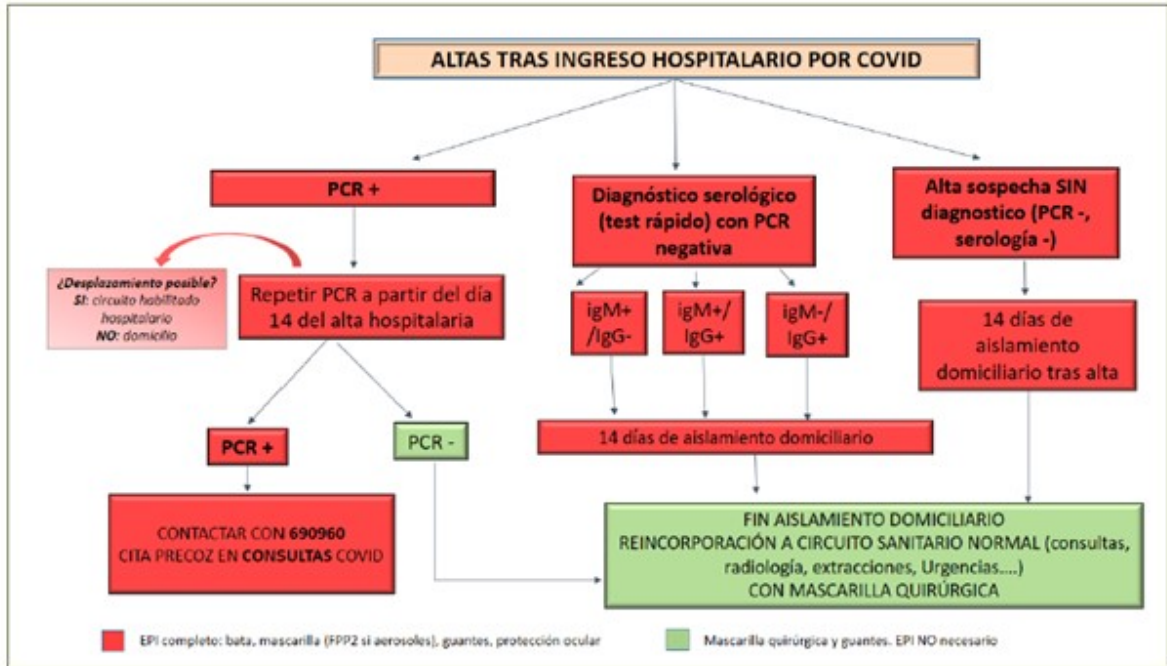 ALTAS TRAS INGRESO HOSPITALARIO POR COVID
PCR +
Diagnóstico serológico
(test rápido) con PCR
negativa
Alta sospecha SIN
diagnostico (PCR -,
serología -)
¿Desplazamiento posible?
SI: circuito habilitado
hospitalario
NO: domicilio
Repetir PCR a partir del día
14 del alta hospitalaria
igM+
/IgG-
igM+/
IgG+
igM-/
IgG+
14 días de
aislamiento
domiciliario tras alta
PCR +
PCR -
14 días de aislamiento domiciliario
CONTACTAR CON 690960
CITA PRECOZ EN CONSULTAS COVID
FIN AISLAMIENTO DOMICILIARIO
REINCORPORACIÓN A CIRCUITO SANITARIO NORMAL (consultas,
radiología, extracciones, Urgencias....)
CON MASCARILLA QUIRÚRGICA
EPI completo: bata, mascarilla (FPP2 si aerosoles), guantes, protección ocular
Mascarilla quirúrgica y guantes. EPI NO necesario